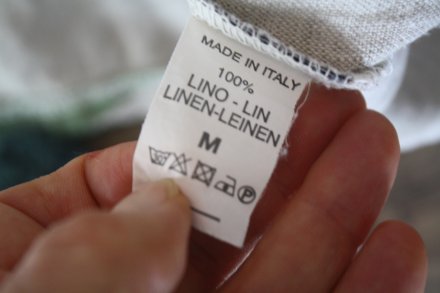 MADE IN ITALY
100%
LINO - LIN
LINEN-LEINEN
M
P